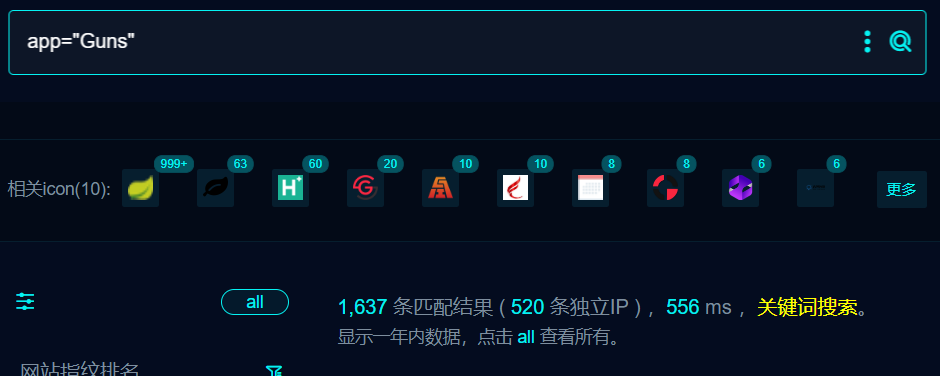 app="Guns"
999+ 63 60 20 10 10 8 8 6 6
相关icon(10): 更多
all
1,637 条匹配结果 ( 520 条独立IP ) ，556 ms ，关键词搜索。
显示一年内数据，点击 all 查看所有。
网站指纹排名